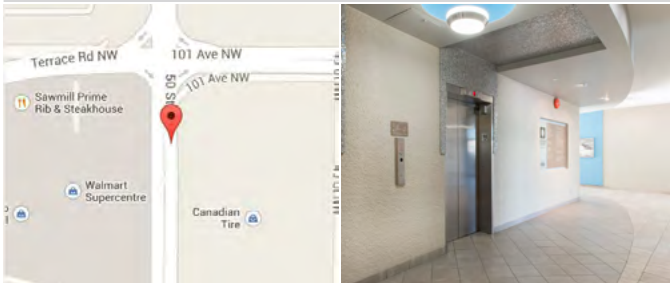 Terrace Rd NW
101 Ave NW
101 Ave NW
50 St
Sawmill Prime
Rib & Steakhouse
Walmart
Supercentre
Canadian
Tire